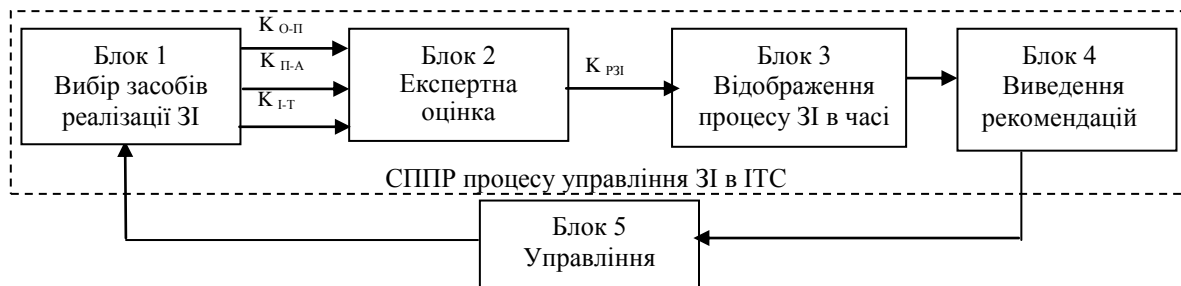 К О-П
Блок 1
Вибір засобів
реалізації ЗІ
К П-А
К І-Т
Блок 2
Експертна
оцінка
К РЗІ
Блок 3
Відображення
процесу ЗІ в часі
Блок 4
Виведення
рекомендацій
СППР процесу управління ЗІ в ІТС
Блок 5
Управління